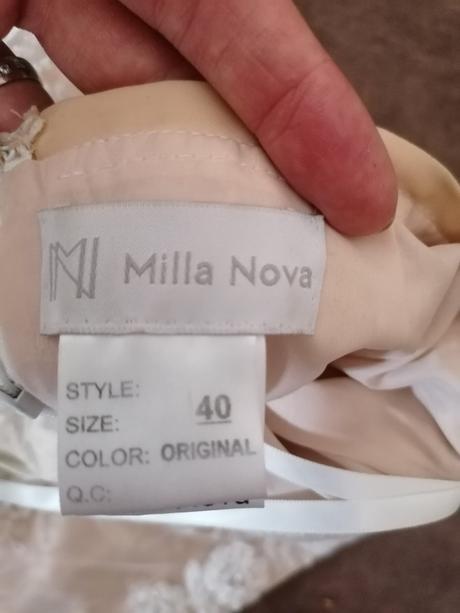 Milla Nova
STYLE:
SIZE: 40
COLOR: ORIGINAL
Q.C: